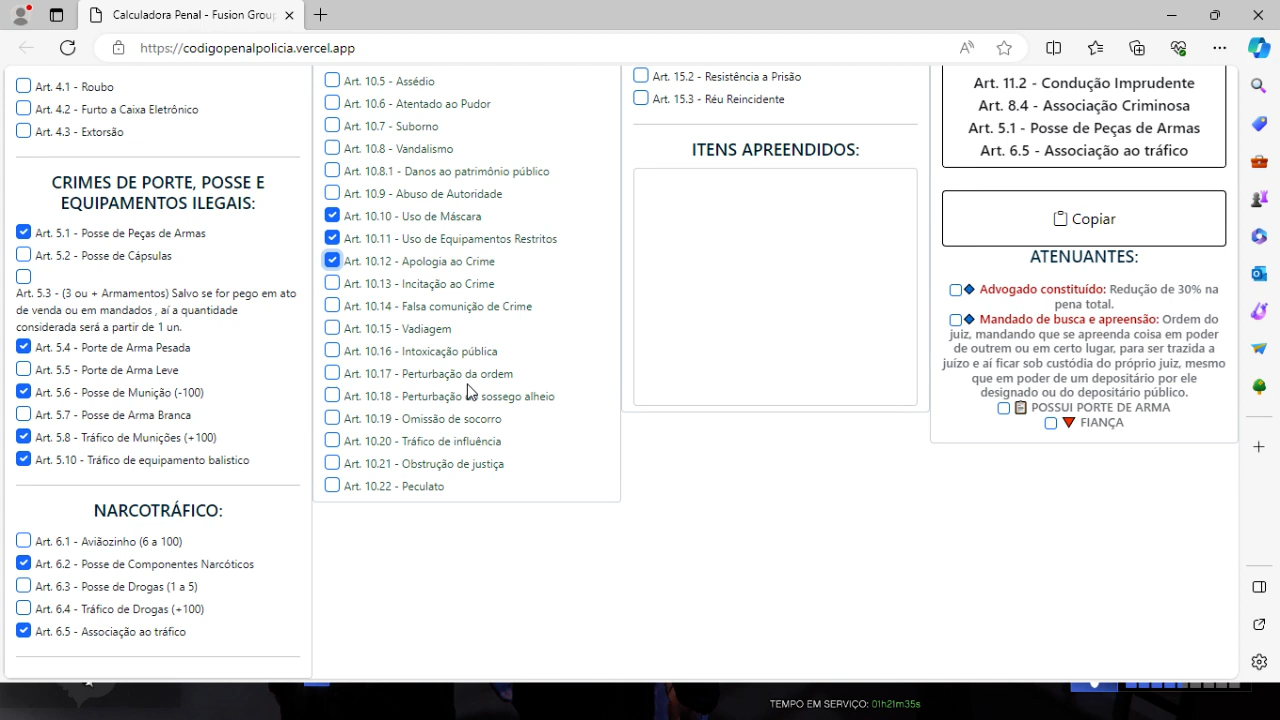 Calculadora Penal - Fusion Group
https://codigopenalpolicia.vercel.app
Art. 4.1 - Roubo
Art. 4.2 - Furto a Caixa Eletrônico
Art. 4.3 - Extorsão
CRIMES DE PORTE, POSSE E
EQUIPAMENTOS ILEGAIS:
Art. 5.1 - Posse de Peças de Armas
Art. 5.2 - Posse de Cápsulas
Art. 5.3 - (3 ou + Armamentos) Salvo se for pego em ato
de venda ou em mandados , aí a quantidade
considerada será a partir de 1 un.
Art. 5.4 - Porte de Arma Pesada
Art. 5.5 - Porte de Arma Leve
Art. 5.6 - Posse de Munição (-100)
Art. 5.7 - Posse de Arma Branca
Art. 5.8 - Tráfico de Munições (+100)
Art. 5.10 - Tráfico de equipamento balístico
NARCOTRÁFICO:
Art. 6.1 - Aviãozinho (6 a 100)
Art. 6.2 - Posse de Componentes Narcóticos
Art. 6.3 - Posse de Drogas (1 a 5)
Art. 6.4 - Tráfico de Drogas (+100)
Art. 6.5 - Associação ao tráfico
Art. 10.5 - Assédio
Art. 10.6 - Atentado ao Pudor
Art. 10.7 - Suborno
Art. 10.8 - Vandalismo
Art. 10.8.1 - Danos ao patrimônio público
Art. 10.9 - Abuso de Autoridade
Art. 10.10 - Uso de Máscara
Art. 10.11 - Uso de Equipamentos Restritos
Art. 10.12 - Apologia ao Crime
Art. 10.13 - Incitação ao Crime
Art. 10.14 - Falsa comunição de Crime
Art. 10.15 - Vadiagem
Art. 10.16 - Intoxicação pública
Art. 10.17 - Perturbação da ordem
Art. 10.18 - Perturbação sossego alheio
Art. 10.19 - Omissão de socorro
Art. 10.20 - Tráfico de influência
Art. 10.21 - Obstrução de justiça
Art. 10.22 - Peculato
Art. 15.2 - Resistência a Prisão
Art. 15.3 - Réu Reincidente
ITENS APREENDIDOS:
Art. 11.2 - Condução Imprudente
Art. 8.4 - Associação Criminosa
Art. 5.1 - Posse de Peças de Armas
Art. 6.5 - Associação ao tráfico
Copiar
ATENUANTES:
Advogado constituído: Redução de 30% na
pena total.
Mandado de busca e apreensão: Ordem do
juiz, mandando que se apreenda coisa em poder
de outrem ou em certo lugar, para ser trazida a
juízo e aí ficar sob custódia do próprio juiz, mesmo
que em poder de um depositário por ele
designado ou do depositário público.
POSSUI PORTE DE ARMA
FIANÇA
TEMPO EM SERVIÇO: 01h21m35s